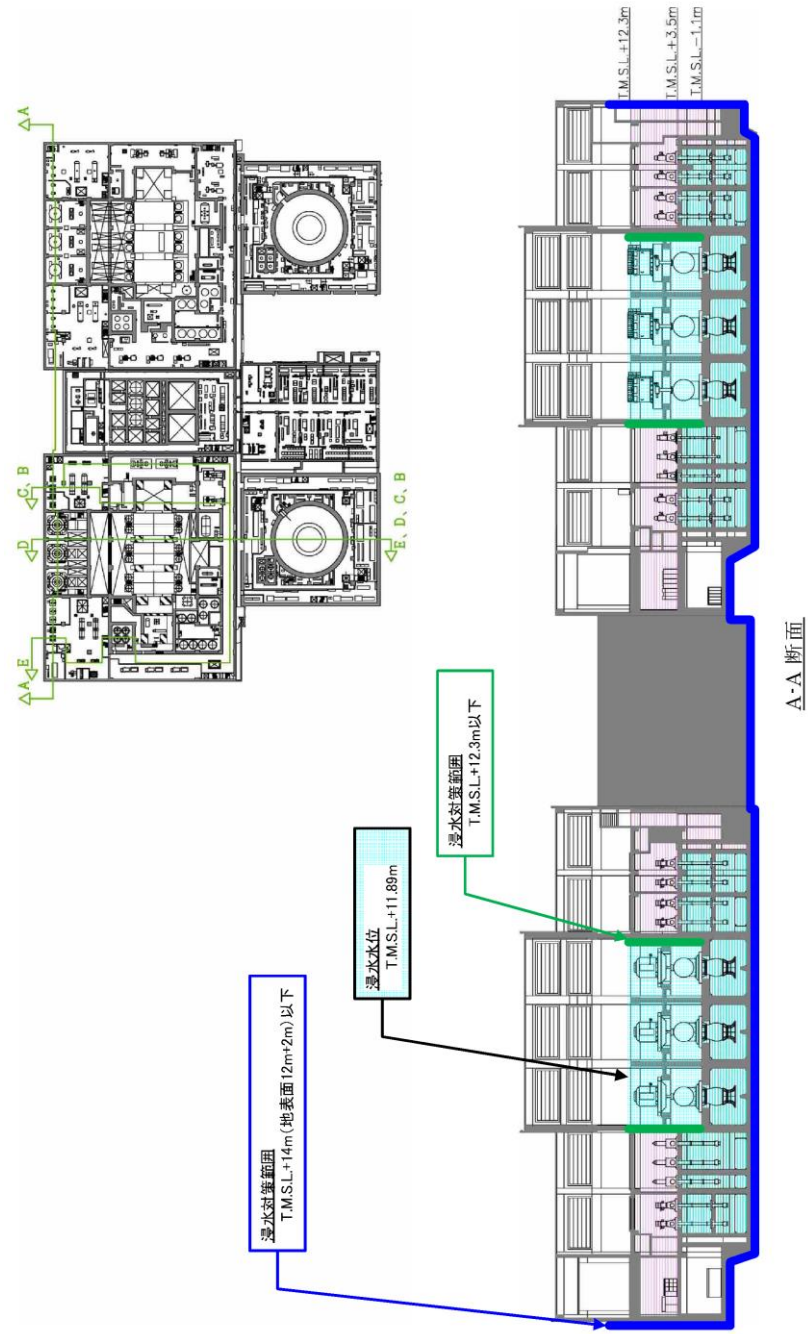 A
A
C、B
D
E
A
E、D、C、B
浸水対策範囲
T.M.S.L.+14m(地表面12m+2m)以下
浸水水位
T.M.S.L.+11.89m
浸水対策範囲
T.M.S.L.+12.3m以下
T.M.S.L.+12.3m
T.M.S.L.+3.5m
T.M.S.L.-1.1m
A-A断面